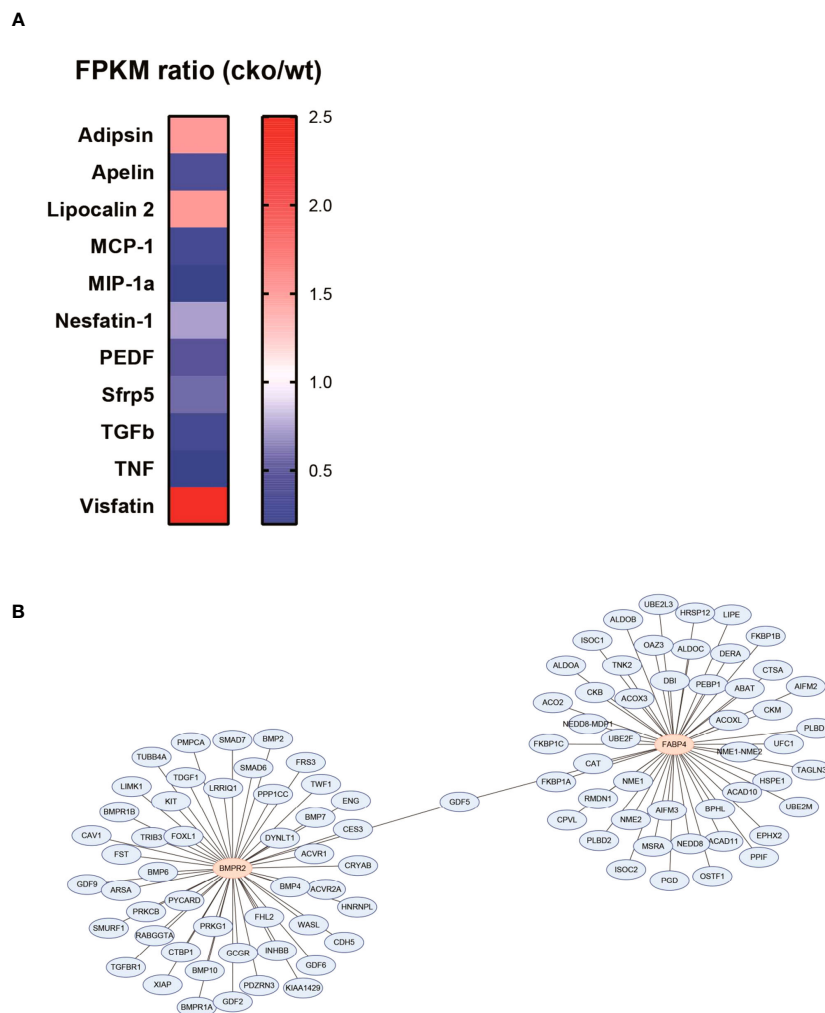 A
FPKM ratio (cko/wt)
Adipsin
Apelin
Lipocalin 2
MCP-1
MIP-1a
Nesfatin-1
PEDF
Sfrp5
TGFb
TNF
Visfatin
2.5
2.0
1.5
1.0
0.5
B
UBE2L3
HRSP12
LIPE
ALDOB
FKBP1B
ISOC1
OAZ3
ALDOC
DERA
ALDOA
TNK2
CTSA
DBI
PEBP1
ABAT
AIFM2
CKB
ACOX3
ACO2
CKM
ACOXL
NEDD8-MDP1
PLBD
UBE2F
FKBP1C
FABP4
UFC1
NME1-NME2
CAT
TAGLN3
FKBP1A
NME1
HSPE1
ACAD10
RMDN1
UBE2M
GDF5
AIFM3
BPHL
CPVL
NME2
EPHX2
PLBD2
ACAD11
MSRA
NEDD8
PPIF
ISOC2
PGD
OSTF1
PMPCA
SMAD7
BMP2
TUBB4A
FRS3
TDGF1
SMAD6
LIMK1
LRRIQ1
PPP1CC
TWF1
KIT
ENG
BMPR1B
BMP7
CES3
CAV1
TRIB3
FOXL1
DYNLT1
FST
ACVR1
CRYAB
BMP6
BMPR2
GDF9
ARSA
BMP4
ACVR2A
PYCARD
HNRNPL
PRKCB
FHL2
SMURF1
PRKG1
WASL
RABGGTA
CDH5
CTBP1
GCGR
INHBB
TGFBR1
GDF6
BMP10
XIAP
PDZRN3
KIAA1429
GDF2
BMPR1A